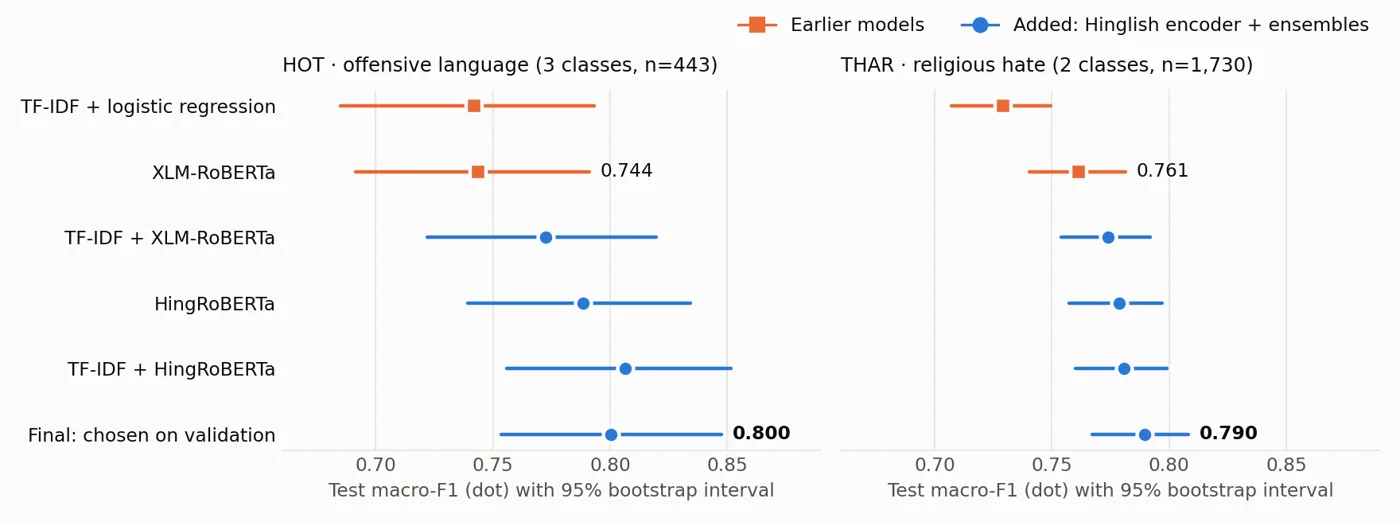 Earlier models
Added: Hinglish encoder + ensembles
HOT · offensive language (3 classes, n=443)
THAR · religious hate (2 classes, n=1,730)
TF-IDF + logistic regression
XLM-RoBERTa
0.744
0.761
TF-IDF + XLM-RoBERTa
HingRoBERTa
TF-IDF + HingRoBERTa
Final: chosen on validation
0.800
0.790
0.70 0.75 0.80 0.85
0.70 0.75 0.80 0.85
Test macro-F1 (dot) with 95% bootstrap interval
Test macro-F1 (dot) with 95% bootstrap interval